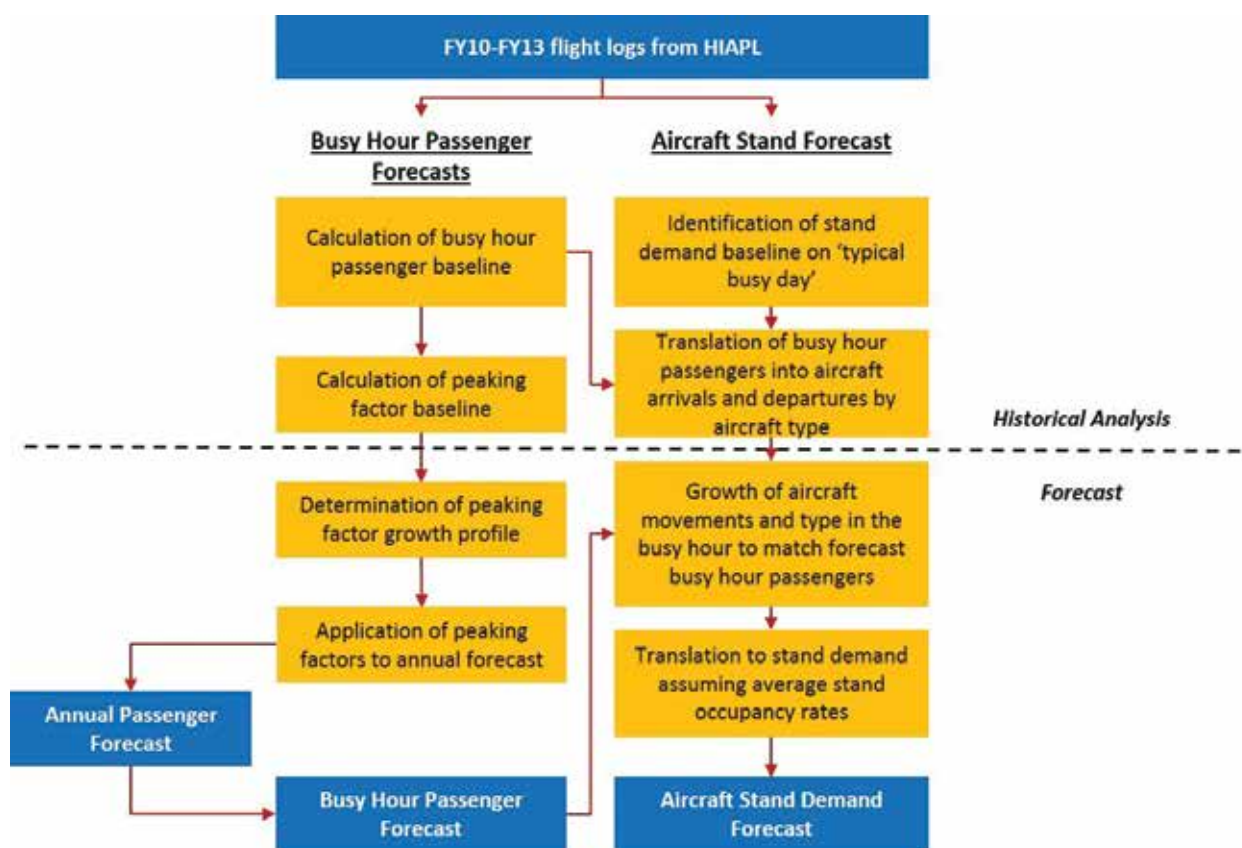 FY10-FY13 flight logs from HIAPL
Busy Hour Passenger
Forecasts
Aircraft Stand Forecast
Calculation of busy hour
passenger baseline
Identification of stand
demand baseline on ‘typical
busy day’
Calculation of peaking
factor baseline
Translation of busy hour
passengers into aircraft
arrivals and departures by
aircraft type
Historical Analysis
Forecast
Determination of peaking
factor growth profile
Growth of aircraft
movements and type in the
busy hour to match forecast
busy hour passengers
Application of peaking
factors to annual forecast
Translation to stand demand
assuming average stand
occupancy rates
Annual Passenger
Forecast
Busy Hour Passenger
Forecast
Aircraft Stand Demand
Forecast